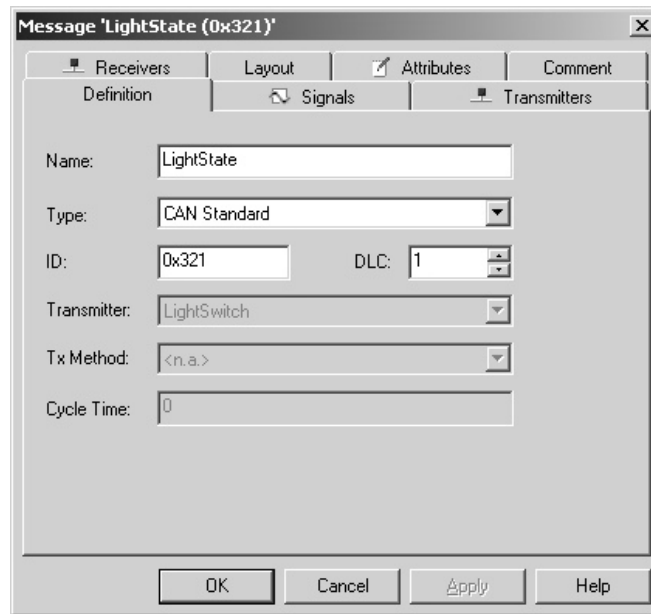 Message 'LightState (0x321)'
Receivers Layout Attributes Comment
Definition Signals Transmitters
Name: LightState
Type: CAN Standard
ID: 0x321 DLC: 1
Transmitter: LightSwitch
Tx Method: <n.a.>
Cycle Time: 0
OK Cancel Apply Help